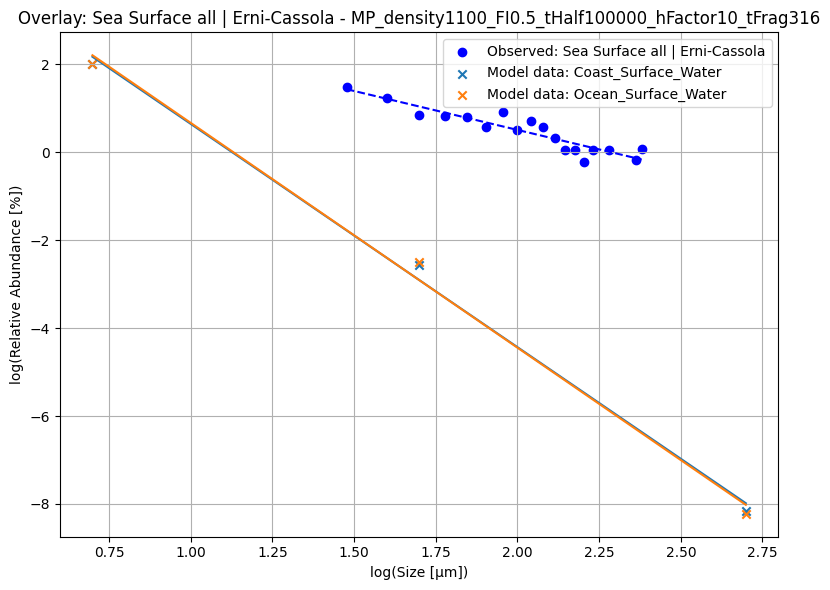 Overlay: Sea Surface all | Erni-Cassola - MP_density1100_FI0.5_tHalf100000_hFactor10_tFrag316
Observed: Sea Surface all | Erni-Cassola
Model data: Coast_Surface_Water
Model data: Ocean_Surface_Water
log(Relative Abundance [%])
2
0
−2
−4
−6
−8
0.75 1.00 1.25 1.50 1.75 2.00 2.25 2.50 2.75
log(Size [µm])